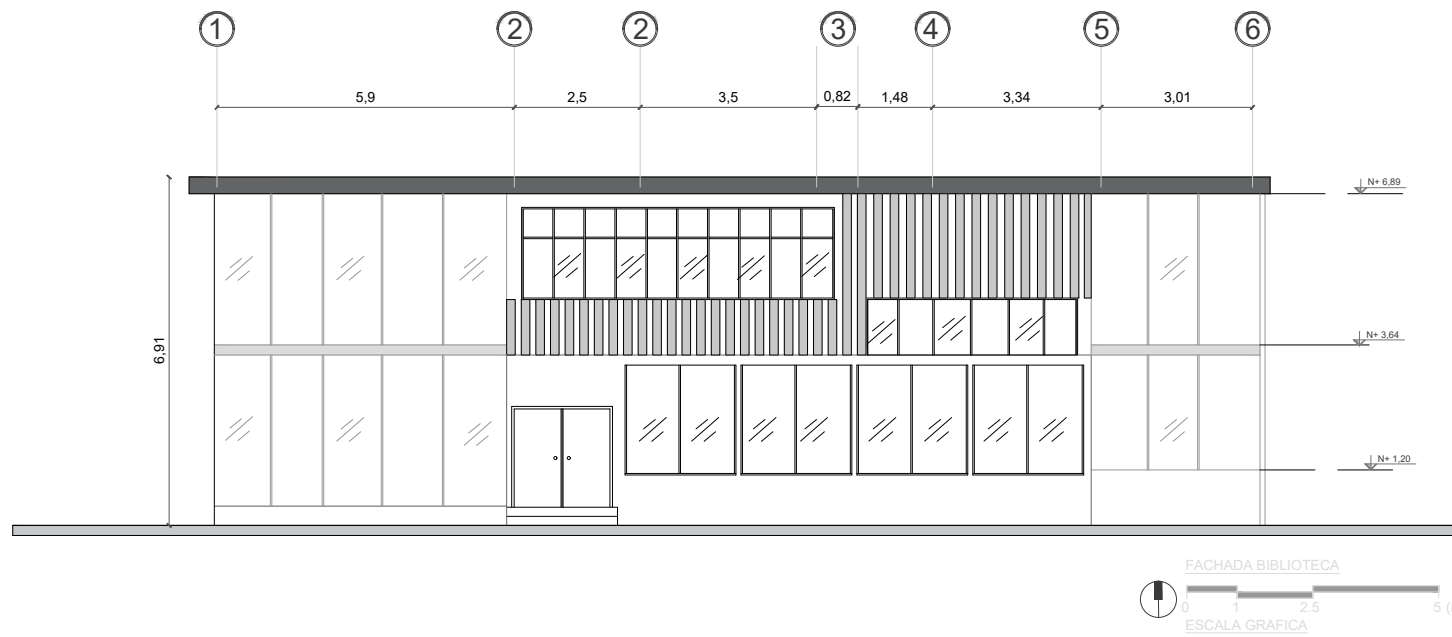 1 2 2 3 4 5 6
5,9 2,5 3,5 0,82 1,48 3,34 3,01
N+ 6,89
6,91
N+ 3,64
N+ 1,20
FACHADA BIBLIOTECA
0 1 2.5 5 (
ESCALA GRAFICA